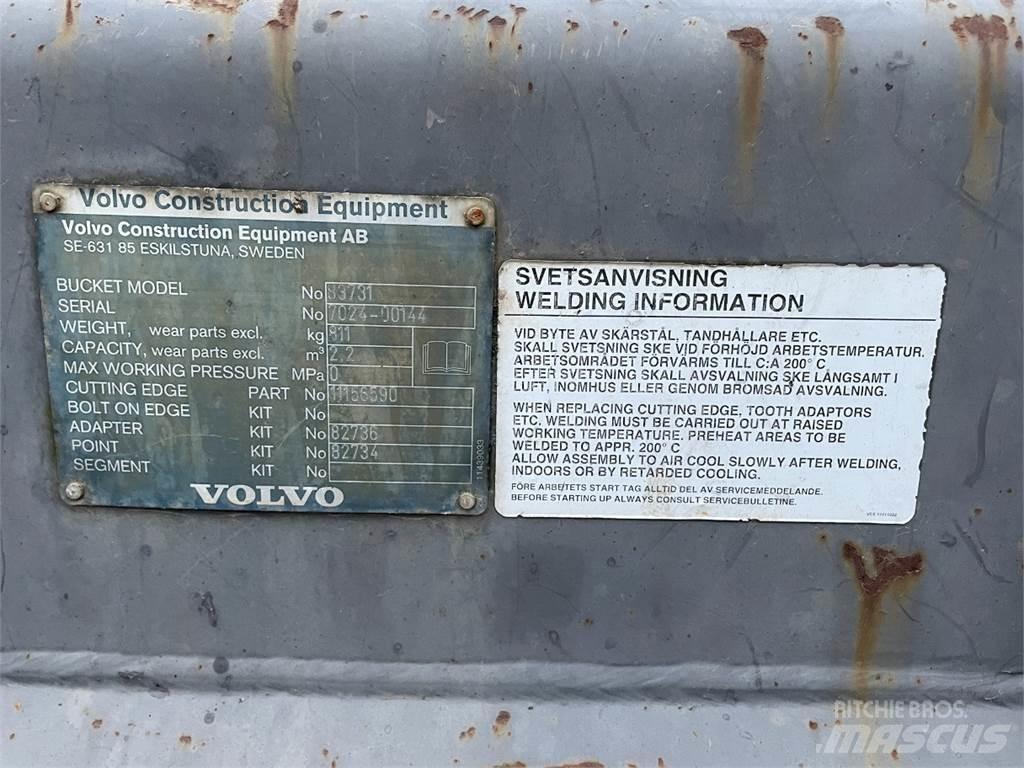 Volvo Construction Equipment
Volvo Construction Equipment AB
SE-631 85 ESKILSTUNA, SWEDEN
BUCKET MODEL No 83731
SERIAL No 7024-00144
WEIGHT, wear parts excl. kg 911
CAPACITY, wear parts excl. m³ 2,2
MAX WORKING PRESSURE MPa 0
CUTTING EDGE PART No 11156590
BOLT ON EDGE KIT No -
ADAPTER KIT No 82736
POINT KIT No 82734
SEGMENT KIT No -
VOLVO
11439033
SVETSANVISNING
WELDING INFORMATION
VID BYTE AV SKÄRSTÅL, TANDHÅLLARE ETC.
SKALL SVETSNING SKE VID FÖRHÖJD ARBETSTEMPERATUR.
ARBETSOMRÅDET FÖRVÄRMS TILL C:A 200° C
EFTER SVETSNING SKALL AVSVALNING SKE LÅNGSAMT I
LUFT, INOMHUS ELLER GENOM BROMSAD AVSVALNING.
WHEN REPLACING CUTTING EDGE, TOOTH ADAPTORS
ETC. WELDING MUST BE CARRIED OUT AT RAISED
WORKING TEMPERATURE. PREHEAT AREAS TO BE
WELDED TO APPR. 200° C
ALLOW ASSEMBLY TO AIR COOL SLOWLY AFTER WELDING,
INDOORS OR BY RETARDED COOLING.
FÖRE ARBETETS START TAG ALLTID DEL AV SERVICEMEDDELANDE.
BEFORE STARTING UP ALWAYS CONSULT SERVICEBULLETINE.
RITCHIE BROS.
MASCUS